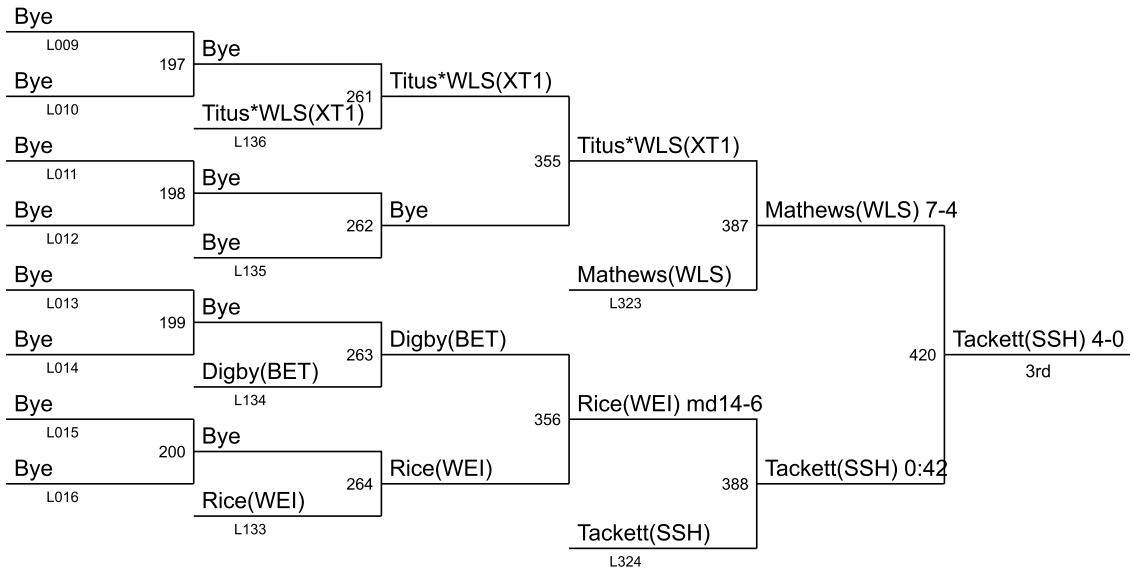 Bye
L009
Bye
197
Bye
L010
261
Titus*WLS(XT1)
Titus*WLS(XT1)
L136
Bye
L011
355
Titus*WLS(XT1)
Bye
198
Bye
L012
262
Bye
Bye
L135
387
Mathews(WLS) 7-4
Mathews(WLS)
L323
Bye
L013
Bye
199
Bye
L014
263
Digby(BET)
Digby(BET)
L134
420
Tackett(SSH) 4-0
3rd
Bye
L015
356
Rice(WEI) md14-6
Bye
200
Bye
L016
264
Rice(WEI)
Rice(WEI)
L133
388
Tackett(SSH) 0:42
Tackett(SSH)
L324